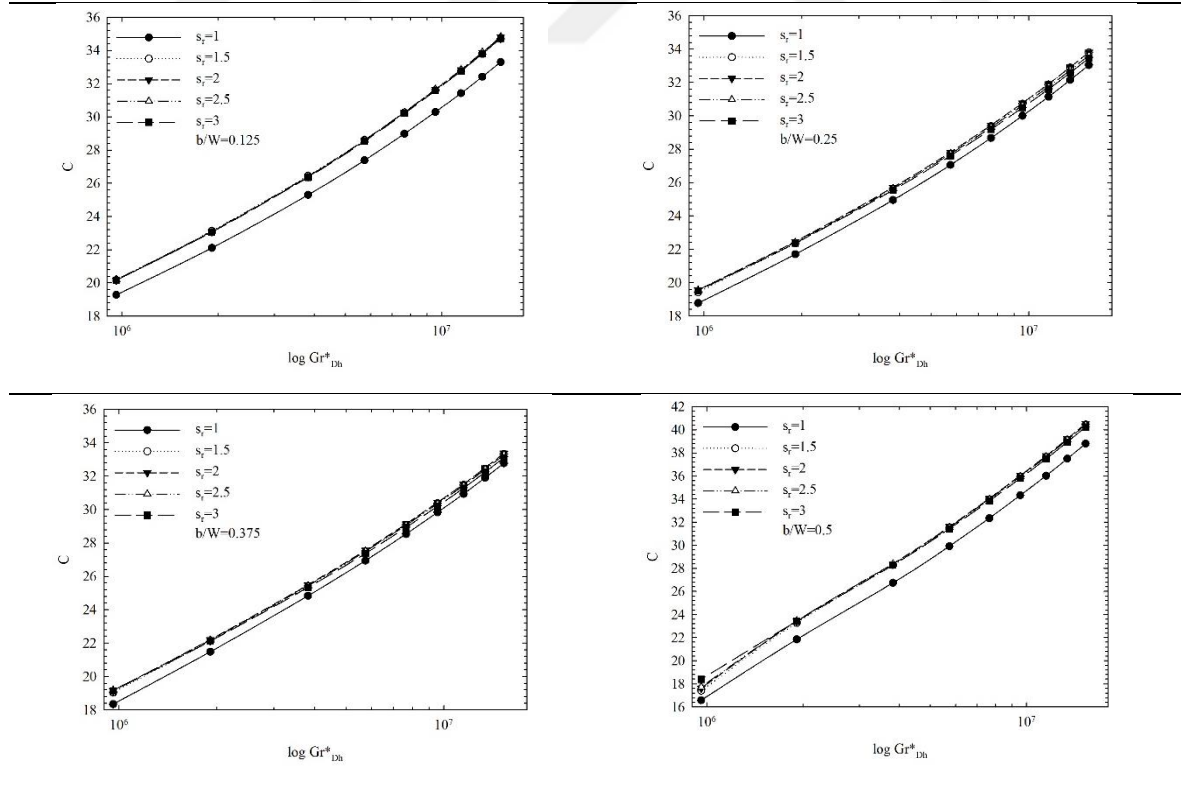 36
34
32
30
28
26
24
22
20
18
C
s_r=1
s_r=1.5
s_r=2
s_r=2.5
s_r=3
b/W=0.125
10^6
10^7
log Gr*_Dh
36
34
32
30
28
26
24
22
20
18
C
s_r=1
s_r=1.5
s_r=2
s_r=2.5
s_r=3
b/W=0.25
10^6
10^7
log Gr*_Dh
36
34
32
30
28
26
24
22
20
18
C
s_r=1
s_r=1.5
s_r=2
s_r=2.5
s_r=3
b/W=0.375
10^6
10^7
log Gr*_Dh
42
40
38
36
34
32
30
28
26
24
22
20
18
16
C
s_r=1
s_r=1.5
s_r=2
s_r=2.5
s_r=3
b/W=0.5
10^6
10^7
log Gr*_Dh